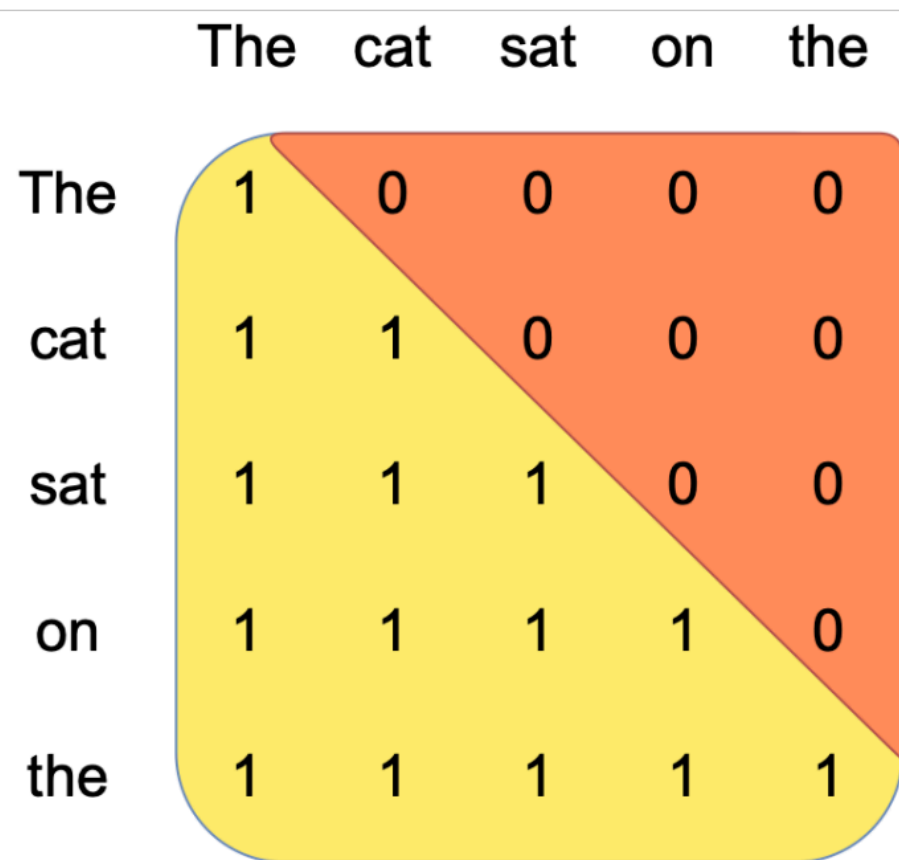 The cat sat on the
The 1 0 0 0 0
cat 1 1 0 0 0
sat 1 1 1 0 0
on 1 1 1 1 0
the 1 1 1 1 1